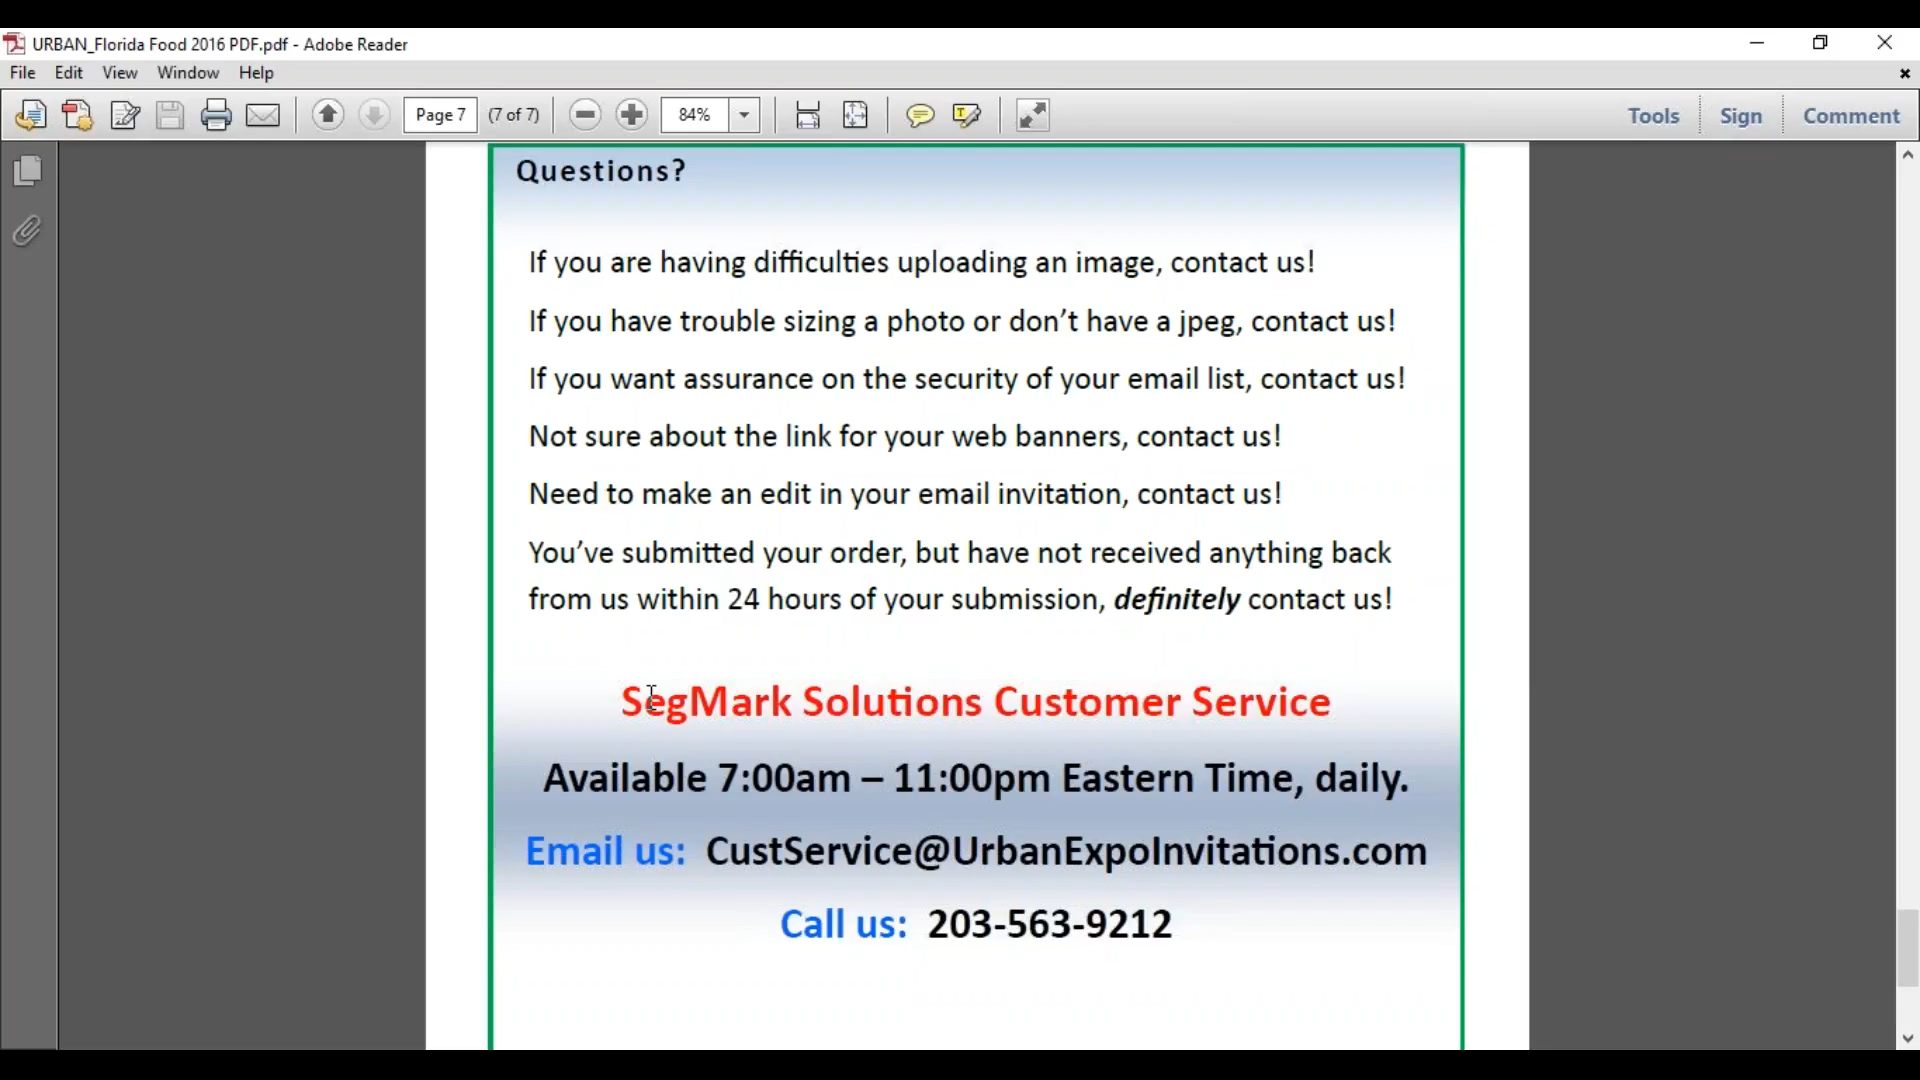 URBAN_Florida Food 2016 PDF.pdf - Adobe Reader
File Edit View Window Help
Page 7 (7 of 7) 84% Tools Sign Comment
Questions?
If you are having difficulties uploading an image, contact us!
If you have trouble sizing a photo or don’t have a jpeg, contact us!
If you want assurance on the security of your email list, contact us!
Not sure about the link for your web banners, contact us!
Need to make an edit in your email invitation, contact us!
You’ve submitted your order, but have not received anything back
from us within 24 hours of your submission, definitely contact us!
SegMark Solutions Customer Service
Available 7:00am – 11:00pm Eastern Time, daily.
Email us: CustService@UrbanExpoInvitations.com
Call us: 203-563-9212